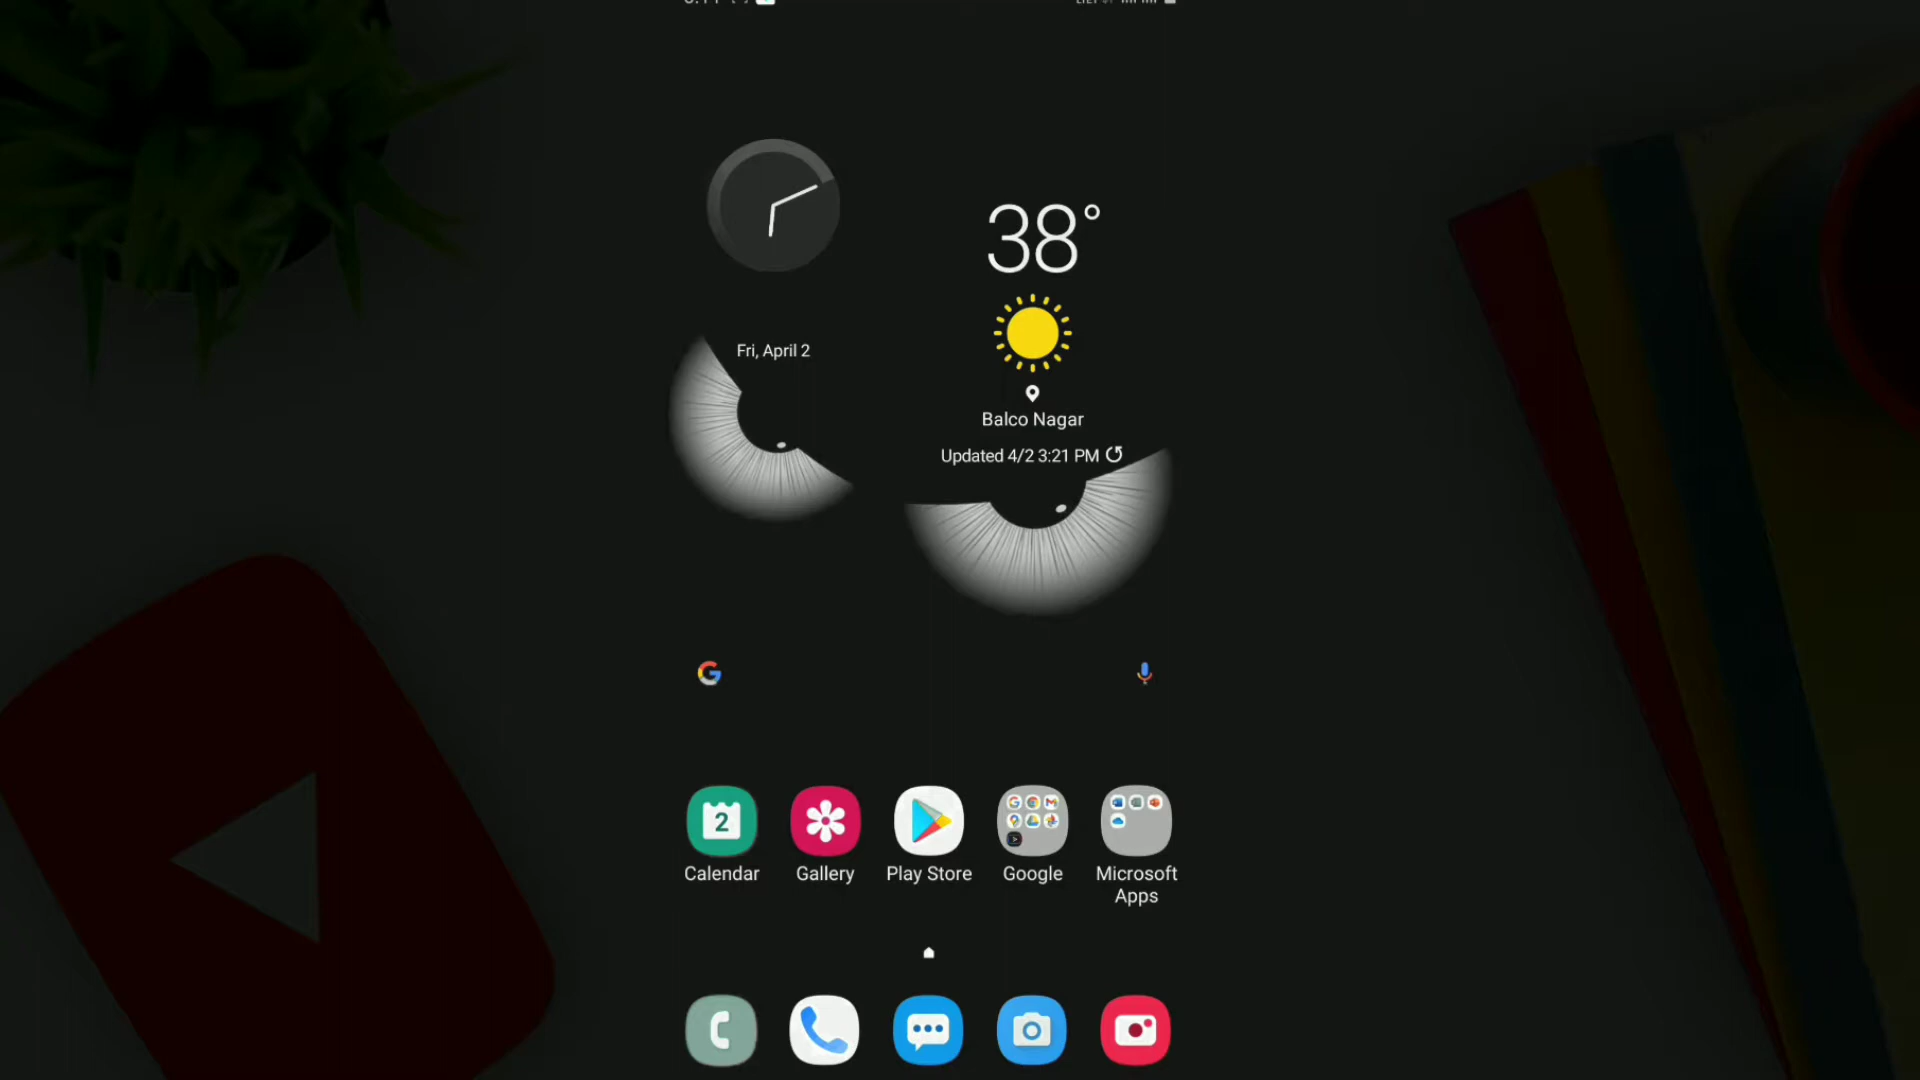 38°
Fri, April 2
Balco Nagar
Updated 4/2 3:21 PM
2
Calendar
Gallery
Play Store
Google
Microsoft
Apps